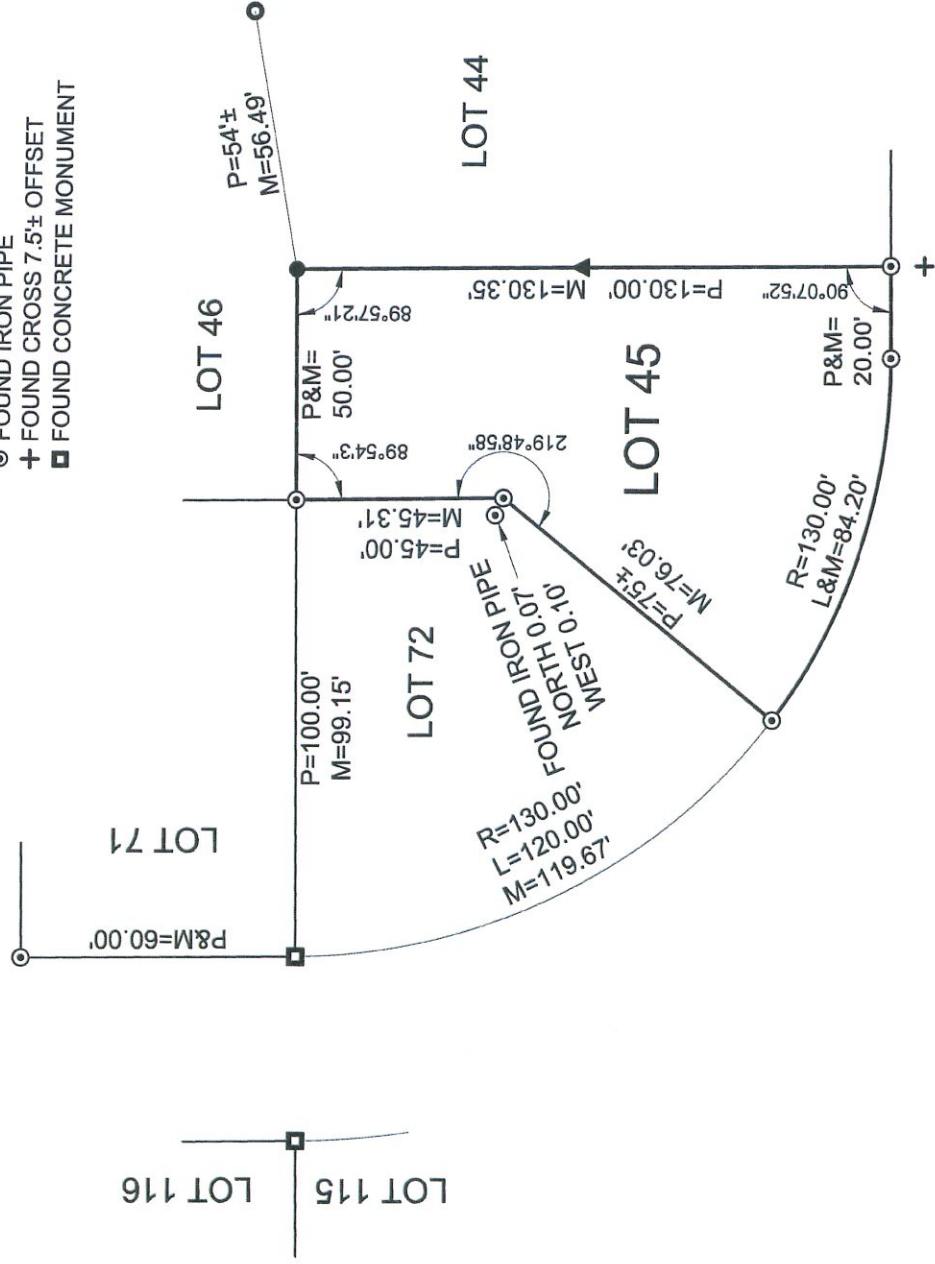 FOUND IRON PIPE
+ FOUND CROSS 7.5'± OFFSET
FOUND CONCRETE MONUMENT
P=54'±
M=56.49'
LOT 44
LOT 46
P&M=
50.00'
89°57'21"
M=130.35'
P=130.00'
90°07'52"
P&M=
20.00'
LOT 45
89°54'3"
219°48'58"
M=45.31'
P=45.00'
P=75'±
M=76.03'
R=130.00'
L&M=84.20'
FOUND IRON PIPE
NORTH 0.07'
WEST 0.10'
LOT 72
P=100.00'
M=99.15'
R=130.00'
L=120.00'
M=119.67'
LOT 71
P&M=60.00'
LOT 116
LOT 115